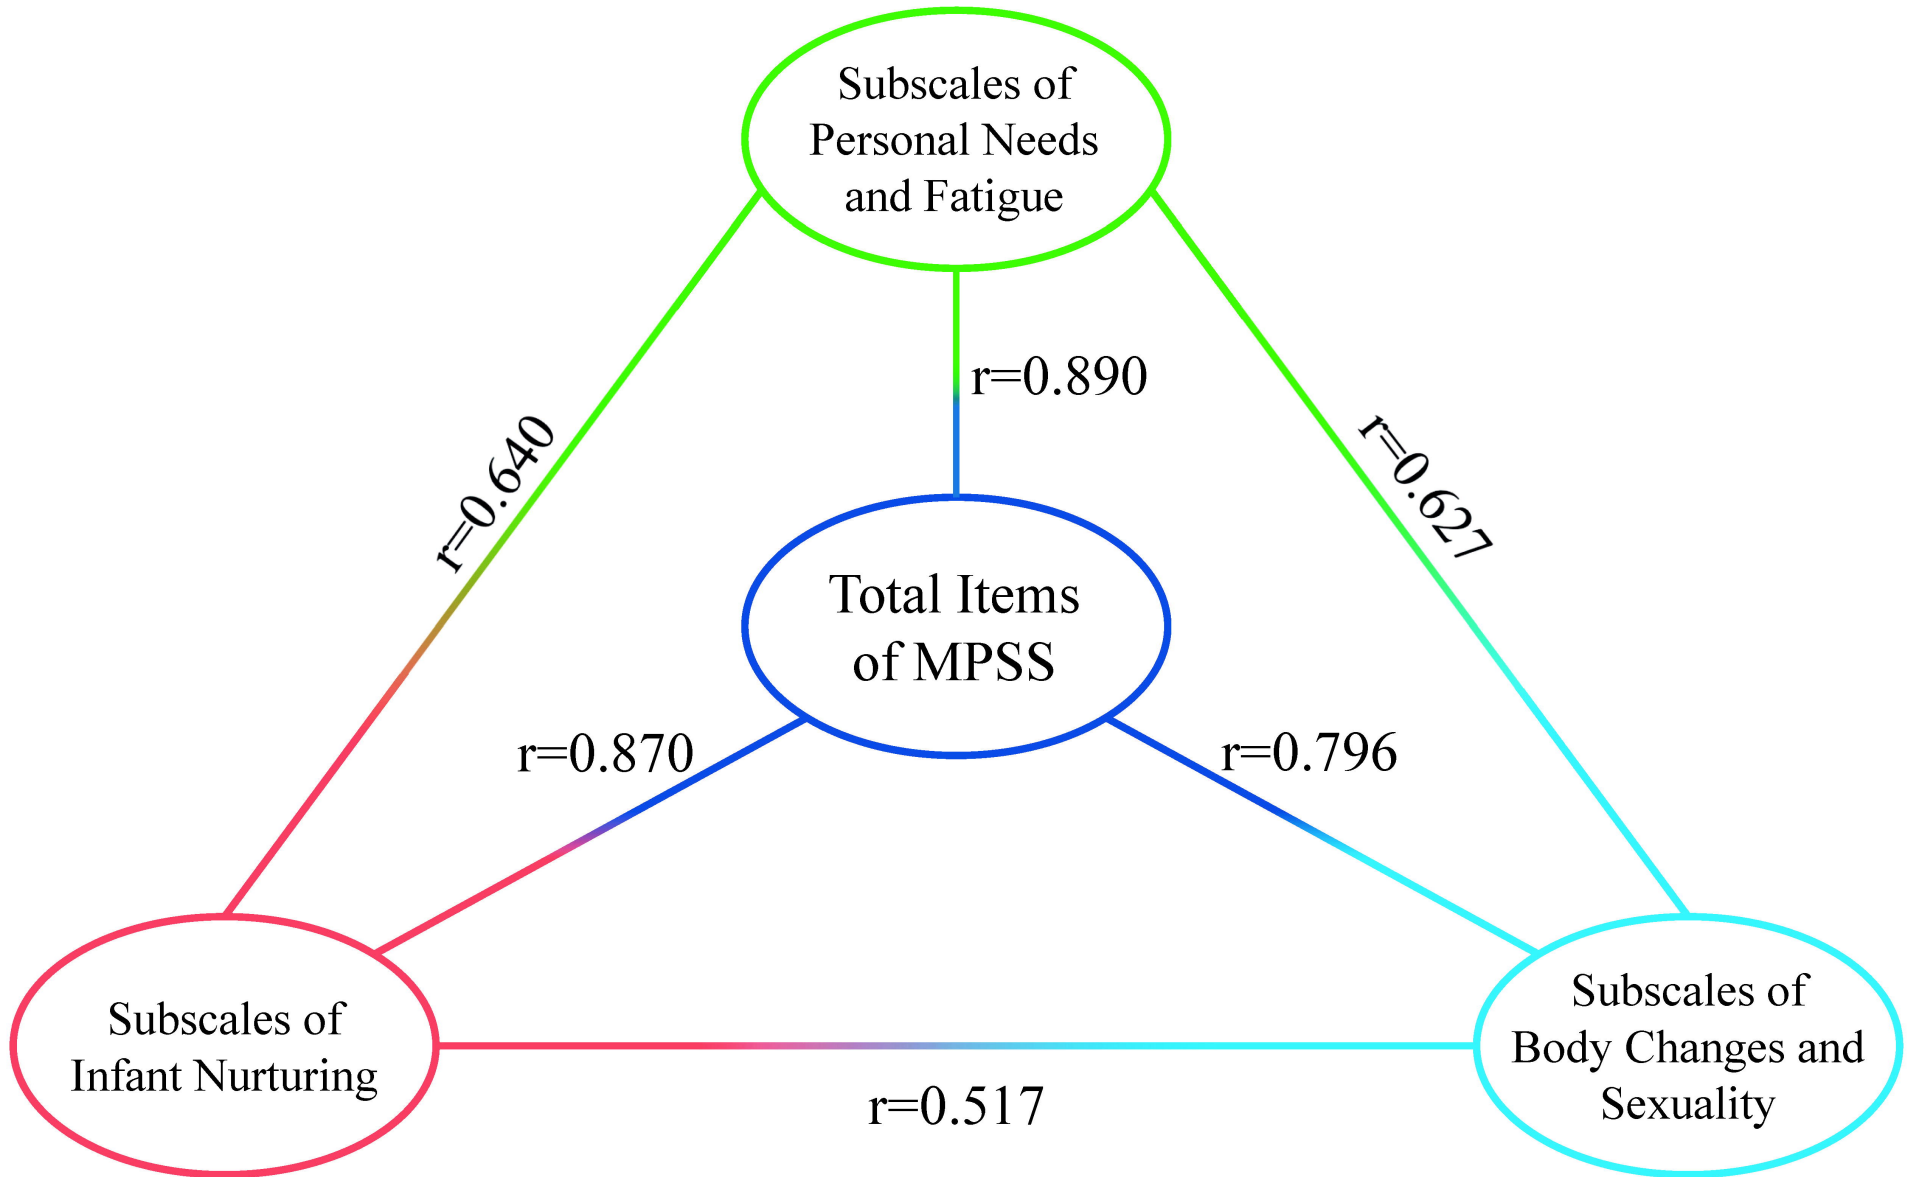 Subscales of
Personal Needs
and Fatigue
r=0.890
r=0.640
r=0.627
Total Items
of MPSS
r=0.870
r=0.796
Subscales of
Infant Nurturing
Subscales of
Body Changes and
Sexuality
r=0.517